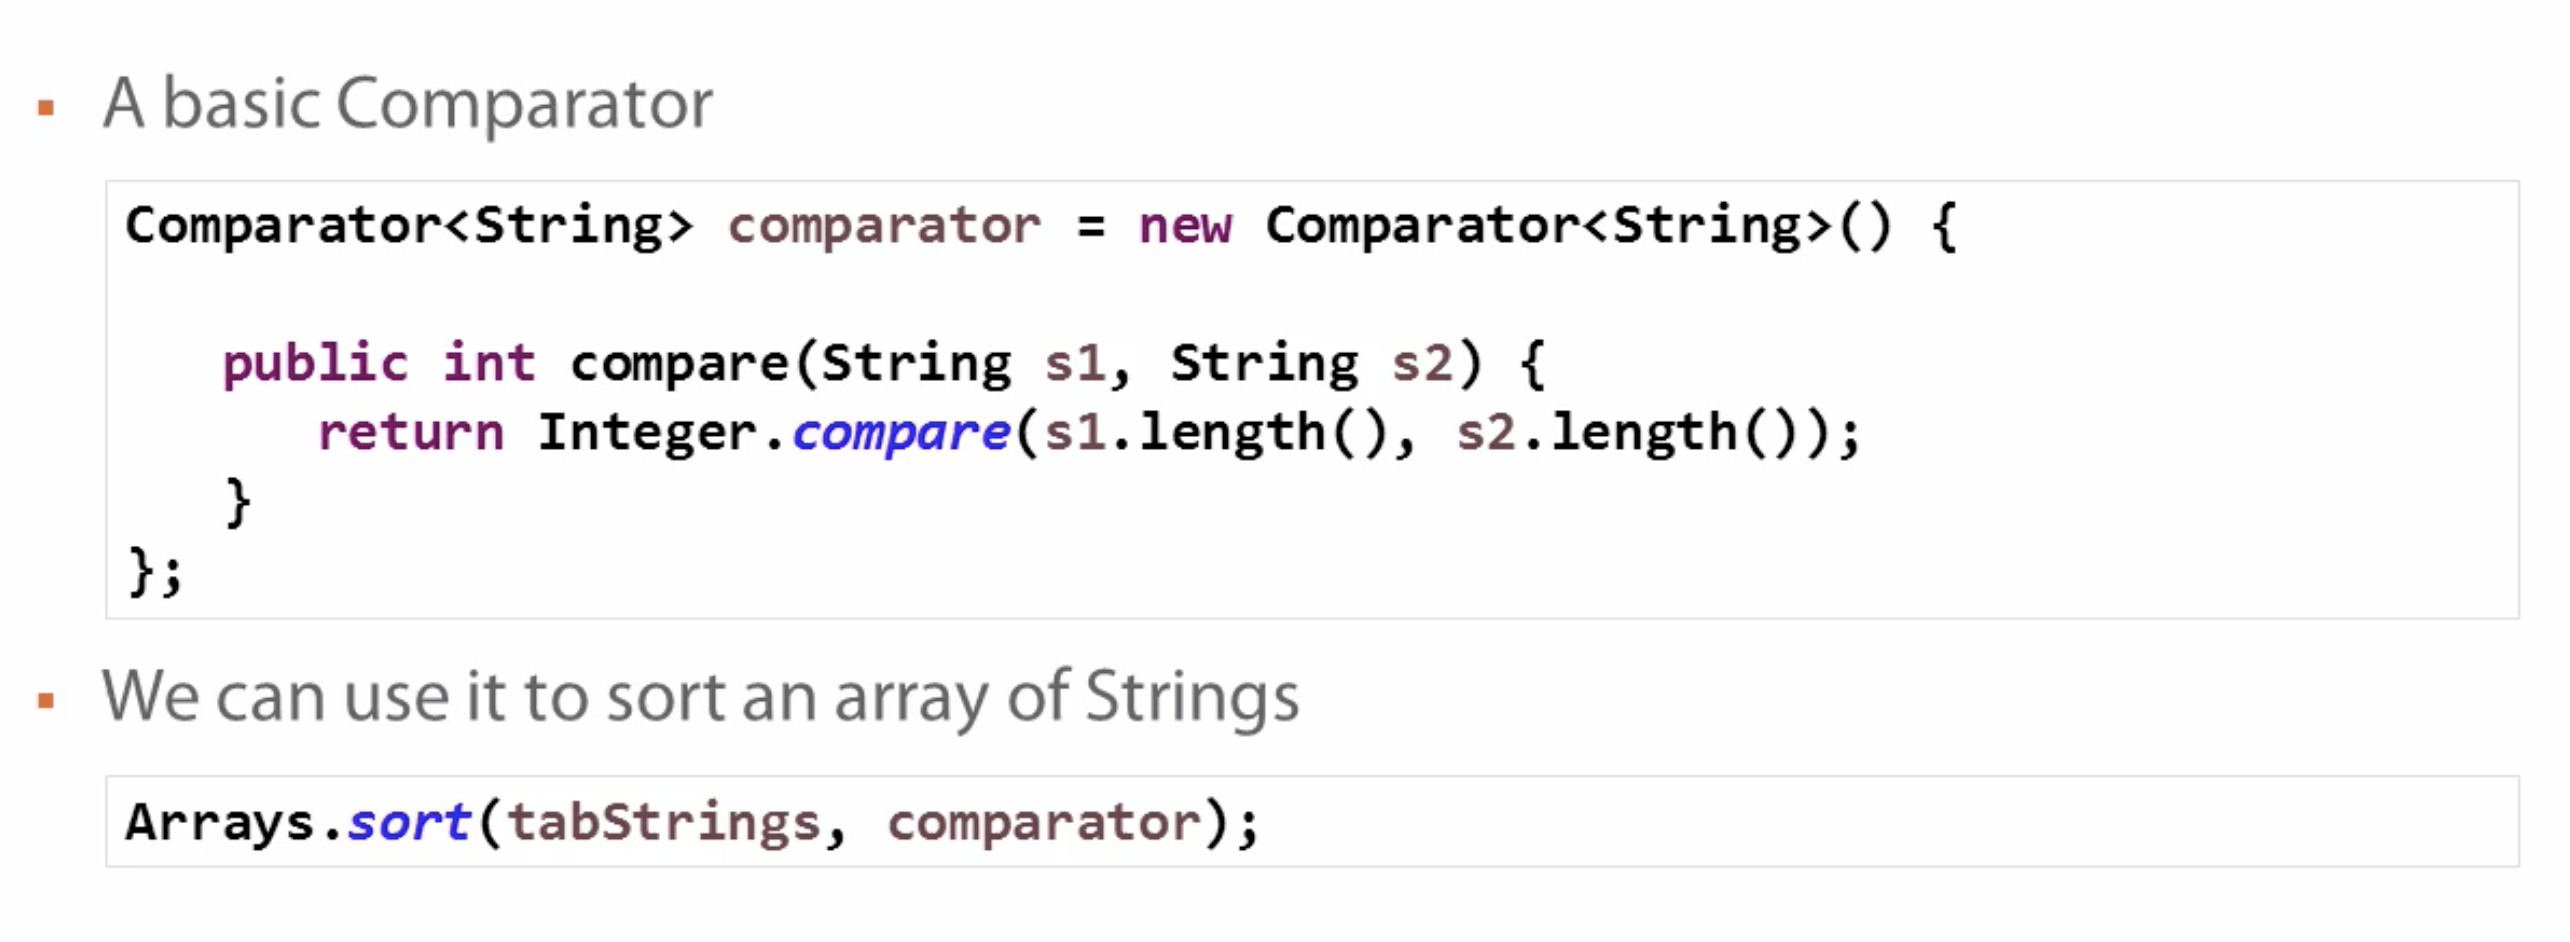 ▪ A basic Comparator
Comparator<String> comparator = new Comparator<String>() {
public int compare(String s1, String s2) {
return Integer.compare(s1.length(), s2.length());
}
};
▪ We can use it to sort an array of Strings
Arrays.sort(tabStrings, comparator);